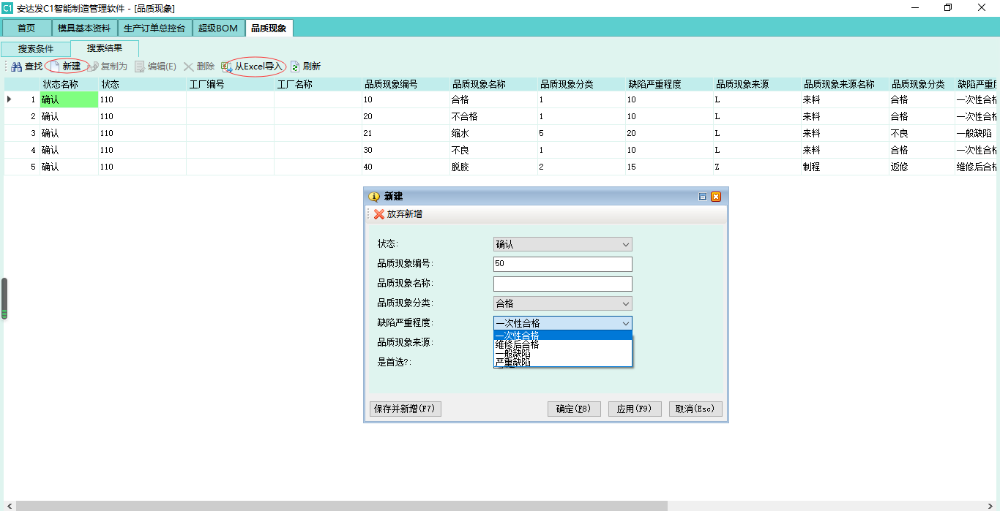 C1 安达发C1智能制造管理软件 - [品质现象]
首页 模具基本资料 生产订单总控台 超级BOM 品质现象
搜索条件 搜索结果
查找 新建 复制为 编辑(E) 删除 从Excel导入 刷新
状态名称 状态 工厂编号 工厂名称 品质现象编号 品质现象名称 品质现象分类 缺陷严重程度 品质现象来源 品质现象来源名称 品质现象分类 缺陷严重
1 确认 110 10 合格 1 10 L 来料 合格 一次性合格
2 确认 110 20 不合格 1 10 L 来料 合格 一次性合格
3 确认 110 21 缩水 5 20 L 来料 不良 一般缺陷
4 确认 110 30 不良 1 10 L 来料 合格 一次性合格
5 确认 110 40 脱胶 2 15 Z 制程 返修 维修后合格
新建
放弃新增
状态: 确认
品质现象编号: 50
品质现象名称:
品质现象分类: 合格
缺陷严重程度: 一次性合格
一次性合格
品质现象来源: 维修后合格
一般缺陷
是首选?: 严重缺陷
保存并新增(F7) 确定(F8) 应用(F9) 取消(Esc)